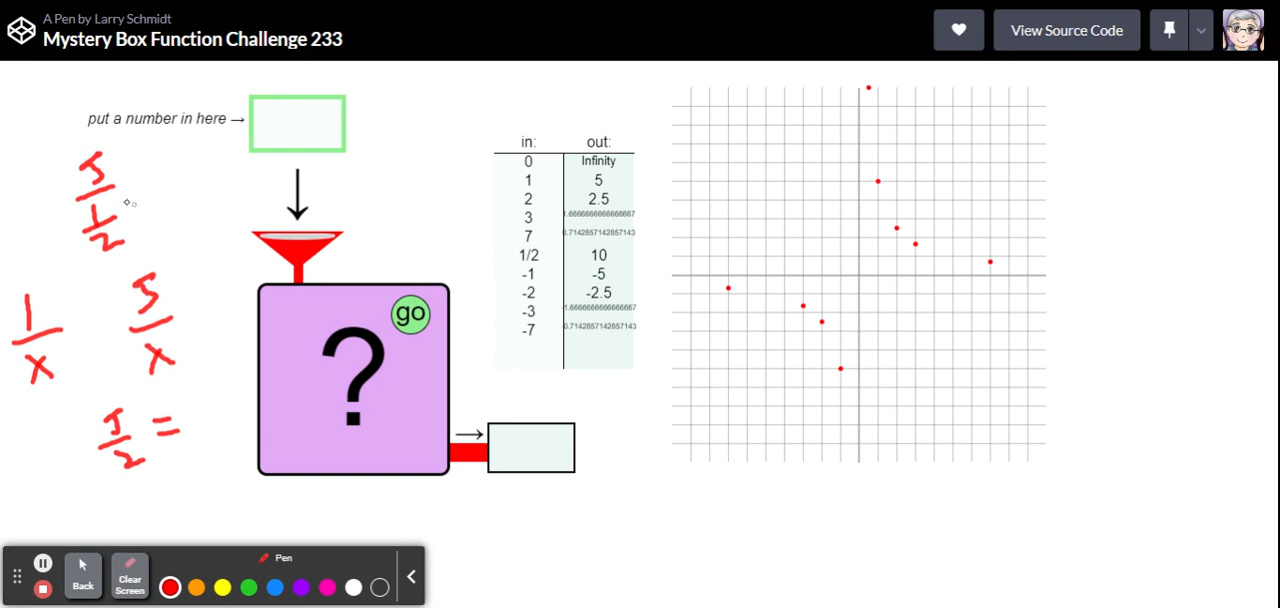 A Pen by Larry Schmidt
Mystery Box Function Challenge 233
View Source Code
put a number in here →
in: out:
0 Infinity
1 5
2 2.5
3 1.6666666666666667
7 0.7142857142857143
1/2 10
-1 -5
-2 -2.5
-3 1.6666666666666667
-7 0.7142857142857143
go
?
5
1
2
1
x
5
x
5
2
=
Pen
Back
Clear
Screen